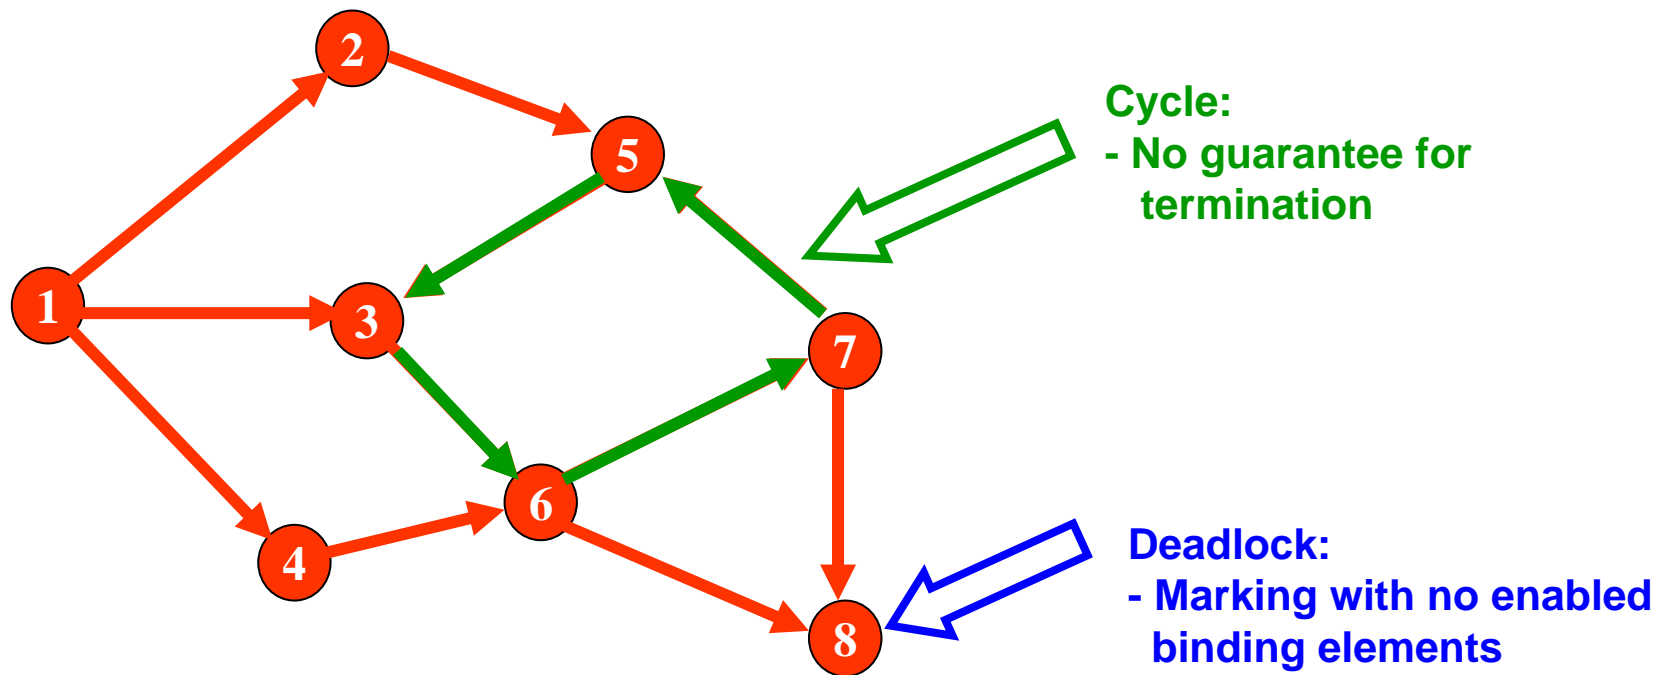 2
5
Cycle:
- No guarantee for
termination
1
3
7
6
4
Deadlock:
- Marking with no enabled
binding elements
8